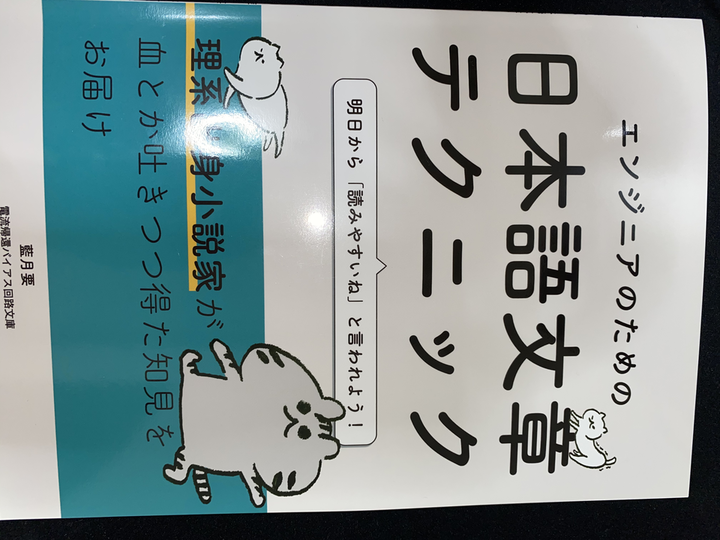 エンジニアのための
日本語文章
テクニック
明日から「読みやすいね」と言われよう!
理系 身小説家が
血とか吐きつつ得た知見を
お届け
藍月要
電流帰還バイアス回路文庫